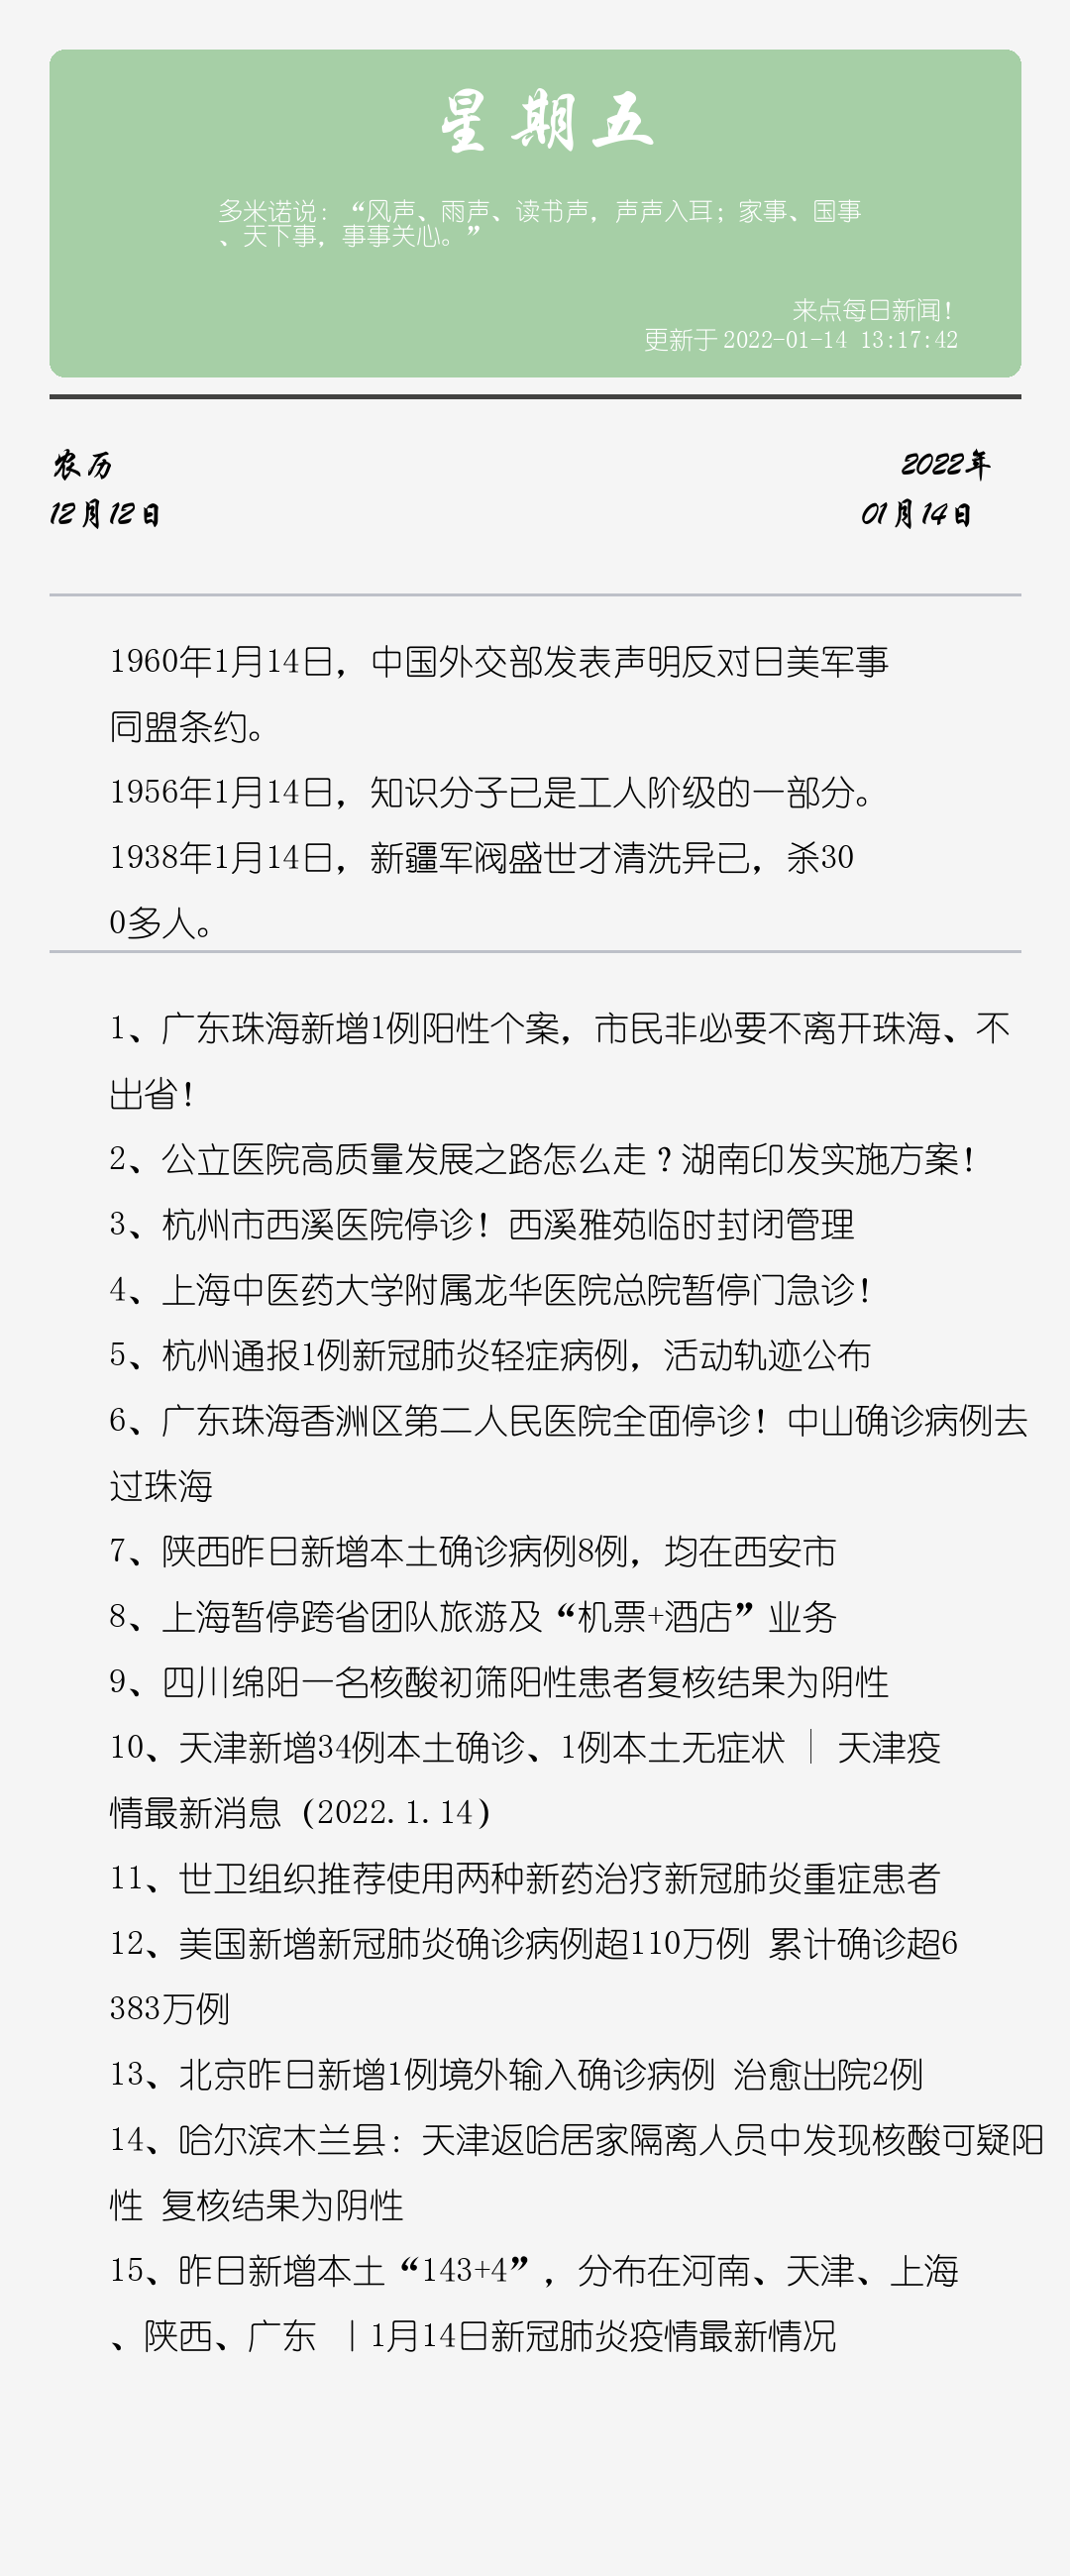 星期五
多米诺说：“风声、雨声、读书声，声声入耳；家事、国事
、天下事，事事关心。”
来点每日新闻！
更新于 2022-01-14 13:17:42
农历
2022年
12月12日
01月14日
1960年1月14日，中国外交部发表声明反对日美军事
同盟条约。
1956年1月14日，知识分子已是工人阶级的一部分。
1938年1月14日，新疆军阀盛世才清洗异已，杀30
0多人。
1、广东珠海新增1例阳性个案，市民非必要不离开珠海、不
出省！
2、公立医院高质量发展之路怎么走？湖南印发实施方案！
3、杭州市西溪医院停诊！西溪雅苑临时封闭管理
4、上海中医药大学附属龙华医院总院暂停门急诊！
5、杭州通报1例新冠肺炎轻症病例，活动轨迹公布
6、广东珠海香洲区第二人民医院全面停诊！中山确诊病例去
过珠海
7、陕西昨日新增本土确诊病例8例，均在西安市
8、上海暂停跨省团队旅游及“机票+酒店”业务
9、四川绵阳一名核酸初筛阳性患者复核结果为阴性
10、天津新增34例本土确诊、1例本土无症状 ｜ 天津疫
情最新消息（2022.1.14）
11、世卫组织推荐使用两种新药治疗新冠肺炎重症患者
12、美国新增新冠肺炎确诊病例超110万例 累计确诊超6
383万例
13、北京昨日新增1例境外输入确诊病例 治愈出院2例
14、哈尔滨木兰县：天津返哈居家隔离人员中发现核酸可疑阳
性 复核结果为阴性
15、昨日新增本土“143+4”，分布在河南、天津、上海
、陕西、广东 丨1月14日新冠肺炎疫情最新情况